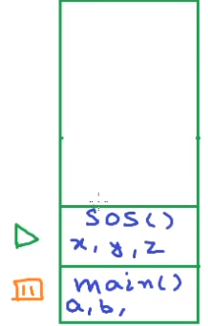 SOS()
x, y, z
main()
a, b,